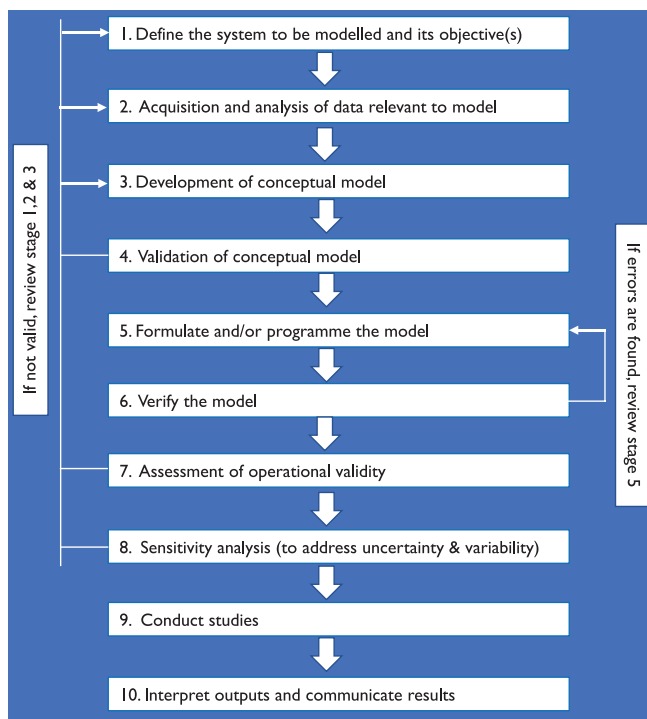 1. Define the system to be modelled and its objective(s)
2. Acquisition and analysis of data relevant to model
3. Development of conceptual model
4. Validation of conceptual model
5. Formulate and/or programme the model
6. Verify the model
7. Assessment of operational validity
8. Sensitivity analysis (to address uncertainty & variability)
9. Conduct studies
10. Interpret outputs and communicate results
If not valid, review stage 1,2 & 3
If errors are found, review stage 5